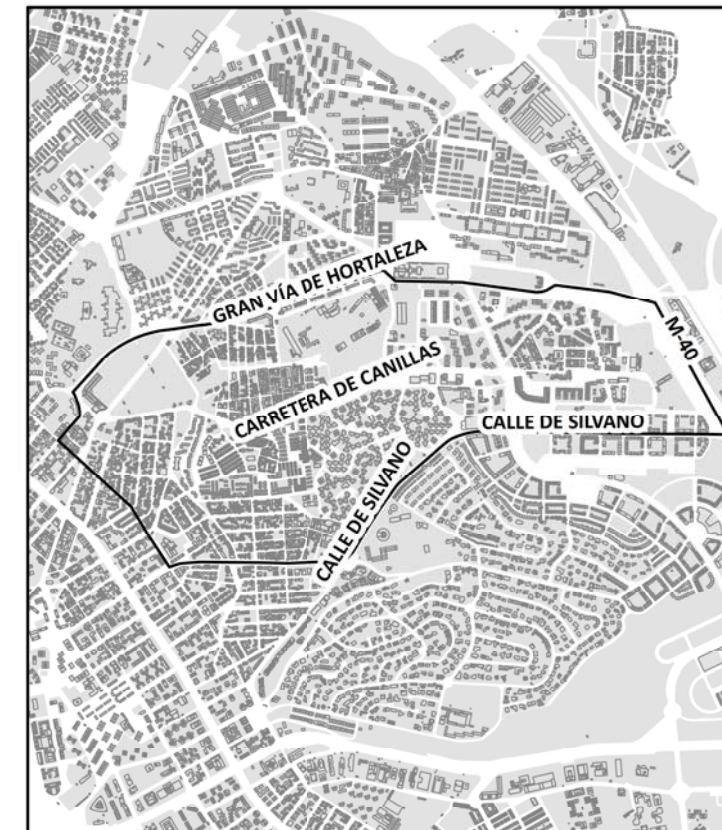 GRAN VÍA DE HORTALEZA
M-40
CARRETERA DE CANILLAS
CALLE DE SILVANO
CALLE DE SILVANO